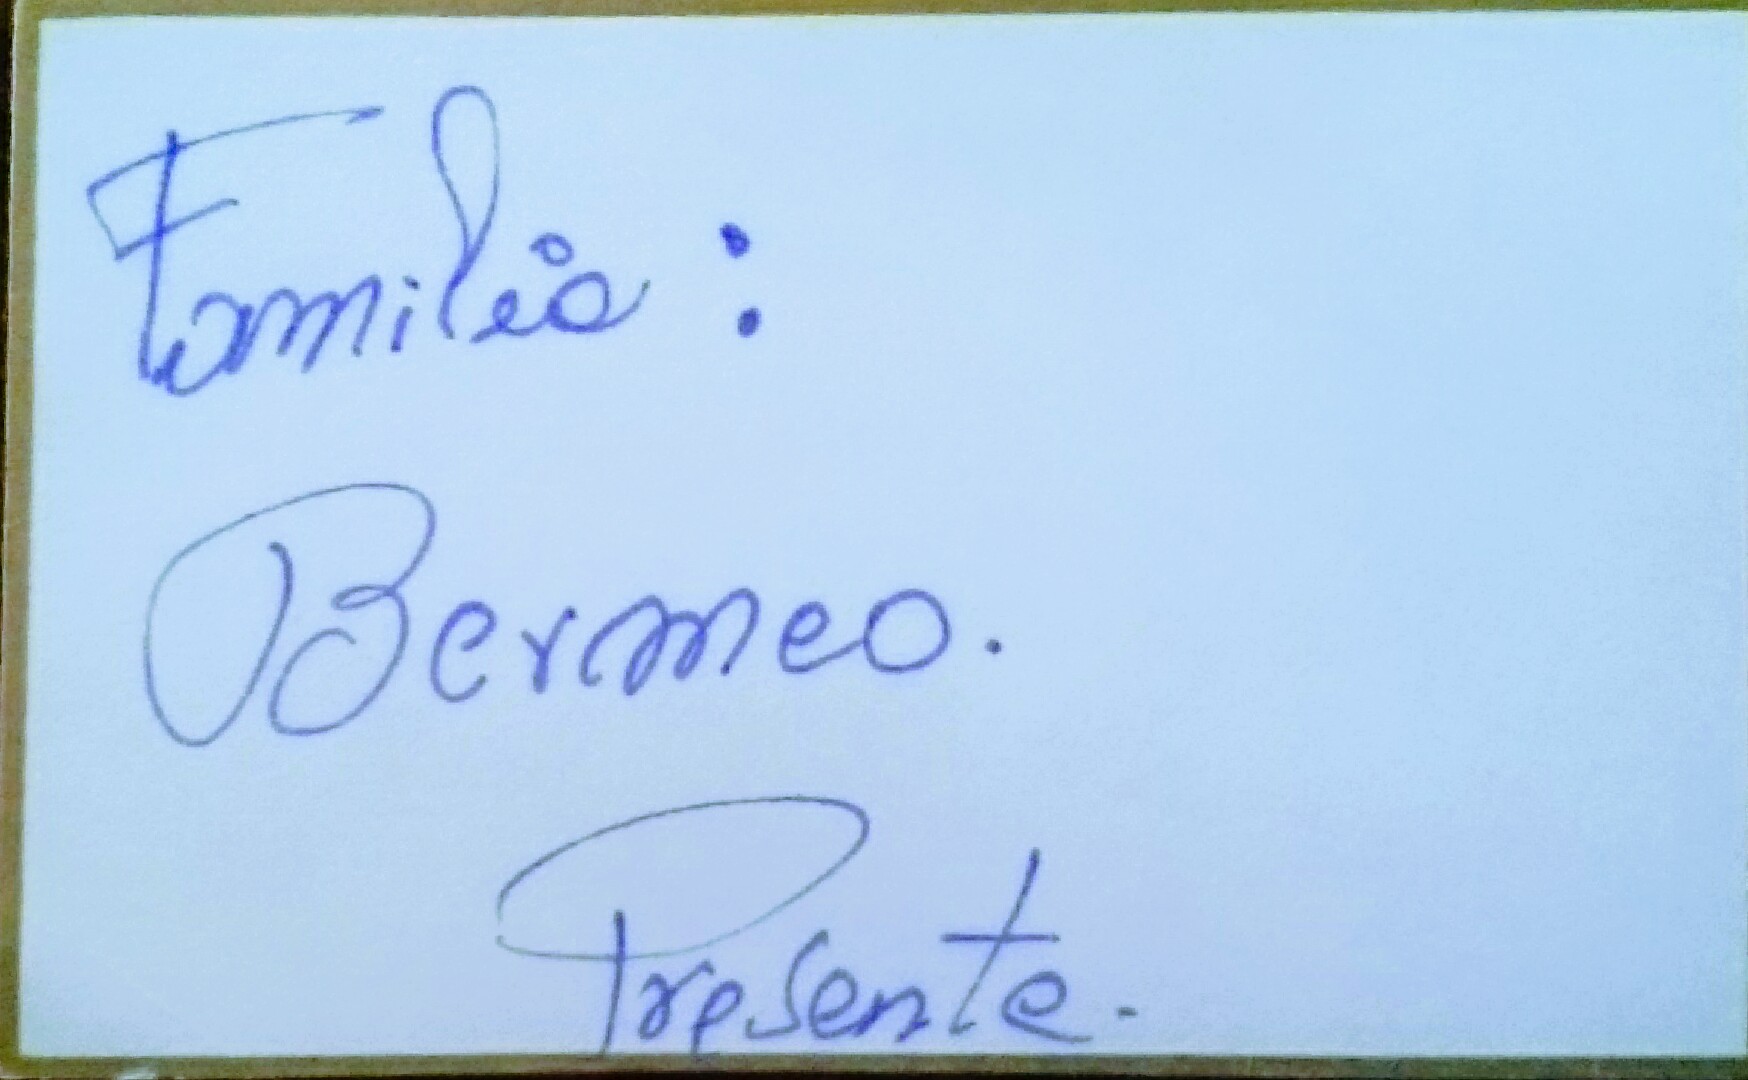 Familia :
Bermeo.
Presente.